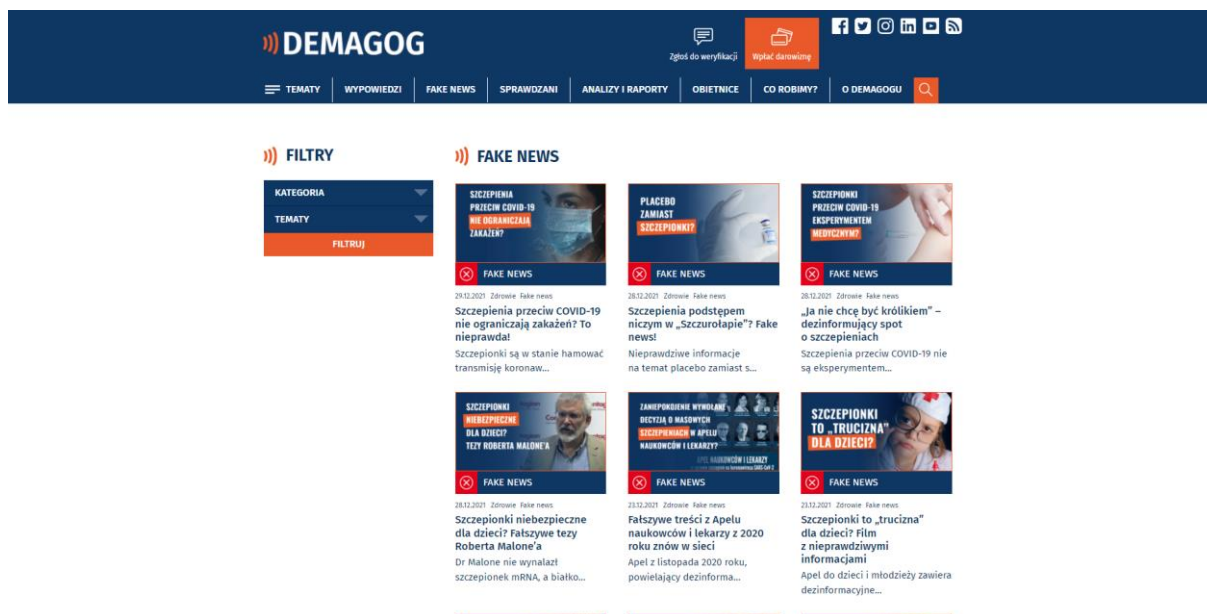 DEMAGOG
Zgłoś do weryfikacji
Wpłać darowiznę
TEMATY
WYPOWIEDZI
FAKE NEWS
SPRAWDZANI
ANALIZY I RAPORTY
OBIETNICE
CO ROBIMY?
O DEMAGOGU
FILTRY
KATEGORIA
TEMATY
FILTRUJ
FAKE NEWS
SZCZEPIENIA
PRZECIW COVID-19
NIE OGRANICZAJĄ
ZAKAŻEŃ?
FAKE NEWS
29.12.2021 Zdrowie Fake news
Szczepienia przeciw COVID-19
nie ograniczają zakażeń? To
nieprawda!
Szczepionki są w stanie hamować
transmisję koronaw...
PLACEBO
ZAMIAST
SZCZEPIONKI?
FAKE NEWS
28.12.2021 Zdrowie Fake news
Szczepienia podstępem
niczym w „Szczurołapie”? Fake
news!
Nieprawdziwe informacje
na temat placebo zamiast s...
SZCZEPIONKI
PRZECIW COVID-19
EKSPERYMENTEM
MEDYCZNYM?
FAKE NEWS
28.12.2021 Zdrowie Fake news
„Ja nie chcę być królikiem” –
dezinformujący spot
o szczepieniach
Szczepienia przeciw COVID-19 nie
są eksperymentem...
SZCZEPIONKI
NIEBEZPIECZNE
DLA DZIECI?
TEZY ROBERTA MALONE'A
FAKE NEWS
28.12.2021 Zdrowie Fake news
Szczepionki niebezpieczne
dla dzieci? Fałszywe tezy
Roberta Malone’a
Dr Malone nie wynalazł
szczepionek mRNA, a białko...
ZANIEPOKOJENIE WYWOŁANE
DECYZJĄ O MASOWYCH
SZCZEPIENIACH W APELU
NAUKOWCÓW I LEKARZY?
APEL NAUKOWCÓW I LEKARZY
FAKE NEWS
23.12.2021 Zdrowie Fake news
Fałszywe treści z Apelu
naukowców i lekarzy z 2020
roku znów w sieci
Apel z listopada 2020 roku,
powielający dezinforma...
SZCZEPIONKI
TO „TRUCIZNA”
DLA DZIECI?
FAKE NEWS
23.12.2021 Zdrowie Fake news
Szczepionki to „trucizna”
dla dzieci? Film
z nieprawdziwymi
informacjami
Apel do dzieci i młodzieży zawiera
dezinformacyjne...